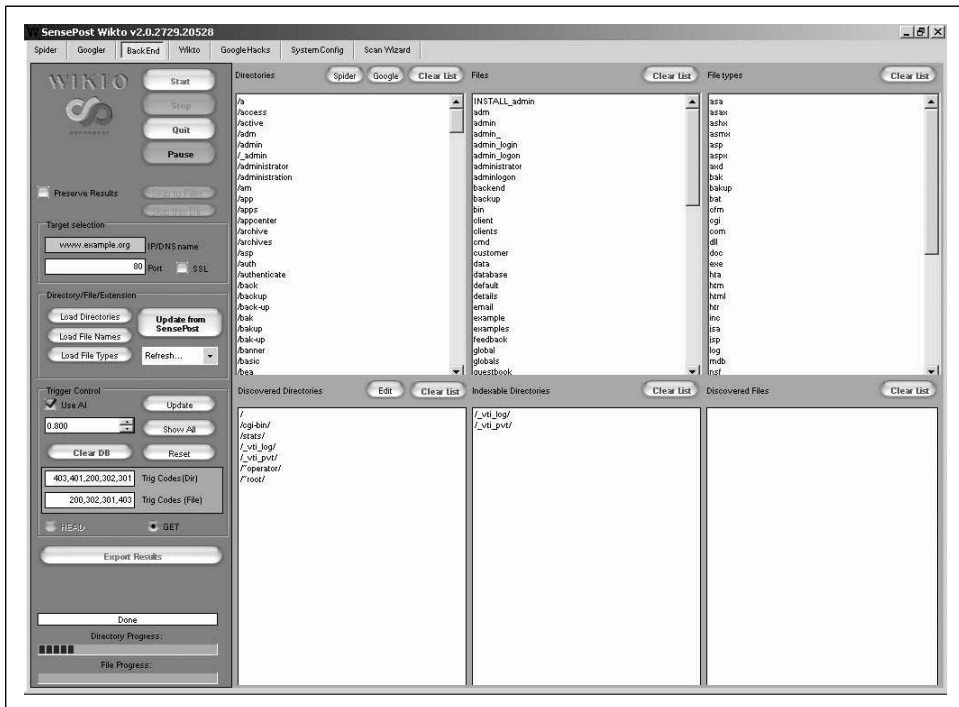 SensePost Wikto v2.0.2729.20528
Spider Googler BackEnd Wikto GoogleHacks SystemConfig Scan Wizard
WIKTO
SENSEPOST
Start
Stop
Quit
Pause
Preserve Results
Skip to Files
Skip this Dir
Target selection
www.example.org IP/DNS name
80 Port SSL
Directory/File/Extension
Load Directories
Update from
SensePost
Load File Names
Load File Types
Refresh...
Trigger Control
Use AI
Update
0.800
Show All
Clear DB
Reset
403,401,200,302,301 Trig Codes(Dir)
200,302,301,403 Trig Codes (File)
HEAD
GET
Export Results
Done
Directory Progress:
File Progress:
Directories Spider Google Clear List
/a
/access
/active
/adm
/admin
/_admin
/administrator
/administration
/am
/app
/apps
/appcenter
/archive
/archives
/asp
/auth
/authenticate
/back
/backup
/back-up
/bak
/bakup
/bak-up
/banner
/basic
/bea
Files Clear List
INSTALL_admin
adm
admin
admin_
admin_login
admin_logon
administrator
adminlogon
backend
backup
bin
client
clients
cmd
customer
data
database
default
details
email
example
examples
feedback
global
globals
guestbook
File types Clear List
asa
asax
ashx
asmx
asp
aspx
axd
bak
bakup
bat
cfm
cgi
com
dll
doc
exe
hta
htm
html
htr
inc
isa
jsp
log
mdb
nsf
Discovered Directories Edit Clear List
/
/cgi-bin/
/stats/
/_vti_log/
/_vti_pvt/
/~operator/
/~root/
Indexable Directories Clear List
/_vti_log/
/_vti_pvt/
Discovered Files Clear List